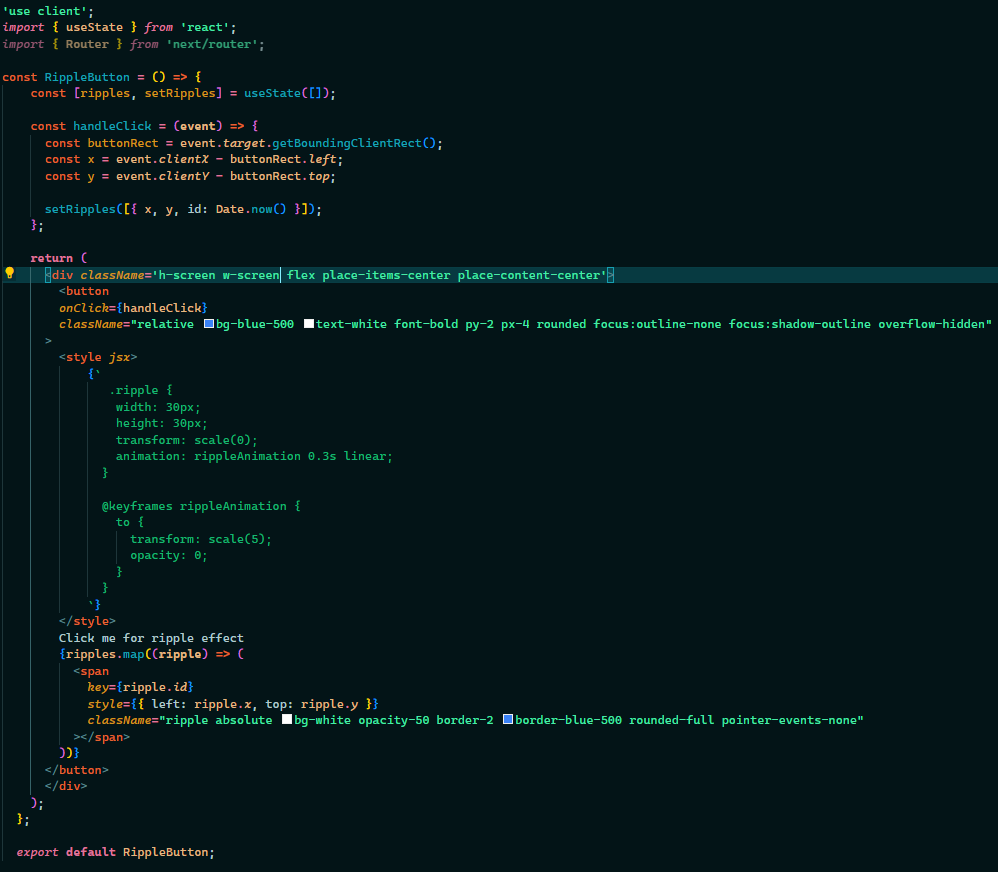 'use client';
import { useState } from 'react';
import { Router } from 'next/router';
const RippleButton = () => {
const [ripples, setRipples] = useState([]);
const handleClick = (event) => {
const buttonRect = event.target.getBoundingClientRect();
const x = event.clientX - buttonRect.left;
const y = event.clientY - buttonRect.top;
setRipples([{ x, y, id: Date.now() }]);
};
return (
<div className='h-screen w-screen flex place-items-center place-content-center'>
<button
onClick={handleClick}
className="relative bg-blue-500 text-white font-bold py-2 px-4 rounded focus:outline-none focus:shadow-outline overflow-hidden"
>
<style jsx>
{`
.ripple {
width: 30px;
height: 30px;
transform: scale(0);
animation: rippleAnimation 0.3s linear;
}
@keyframes rippleAnimation {
to {
transform: scale(5);
opacity: 0;
}
}
`}
</style>
Click me for ripple effect
{ripples.map((ripple) => (
<span
key={ripple.id}
style={{ left: ripple.x, top: ripple.y }}
className="ripple absolute bg-white opacity-50 border-2 border-blue-500 rounded-full pointer-events-none"
></span>
))}
</button>
</div>
);
};
export default RippleButton;